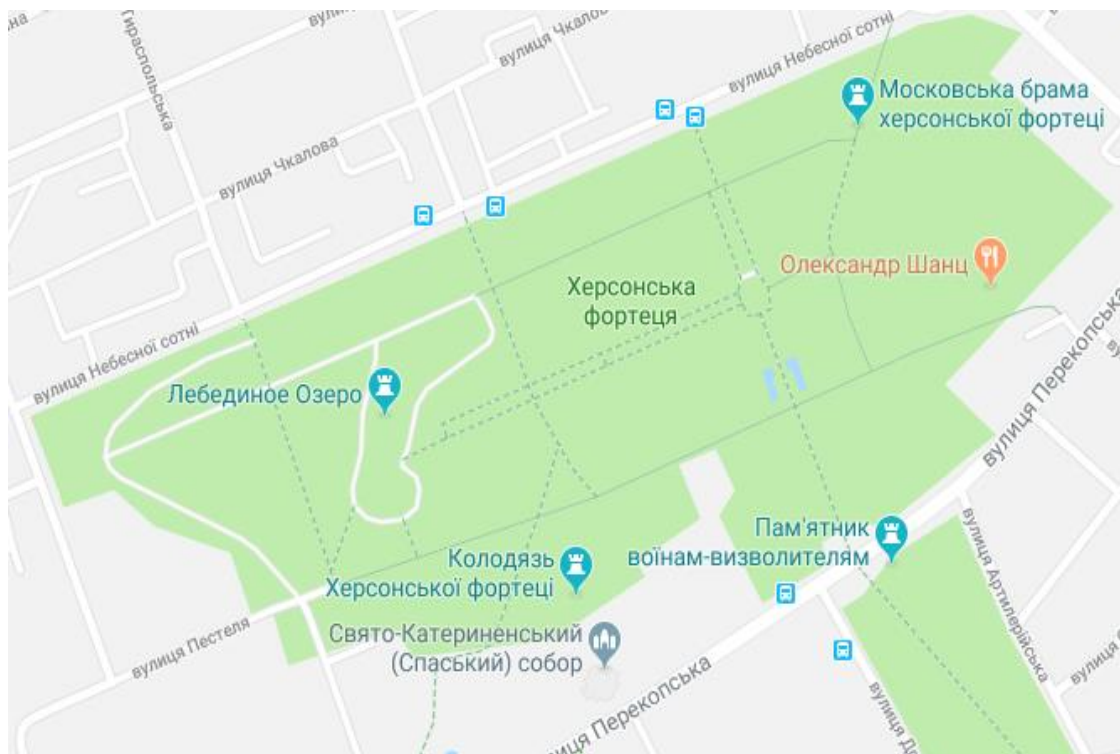 Тираспольська
вулиця Чкалова
вулиця Небесної сотні
Московська брама
херсонської фортеці
вулиця Чкалова
Олександр Шанц
Херсонська
фортеця
вулиця Небесної сотні
Лебединое Озеро
вулиця Перекопська
Пам'ятник
воїнам-визволителям
Колодязь
Херсонської фортеці
вулиця Артилерійська
вулиця Пестеля
Свято-Катериненський
(Спаський) собор
вулиця Перекопська
вулиця